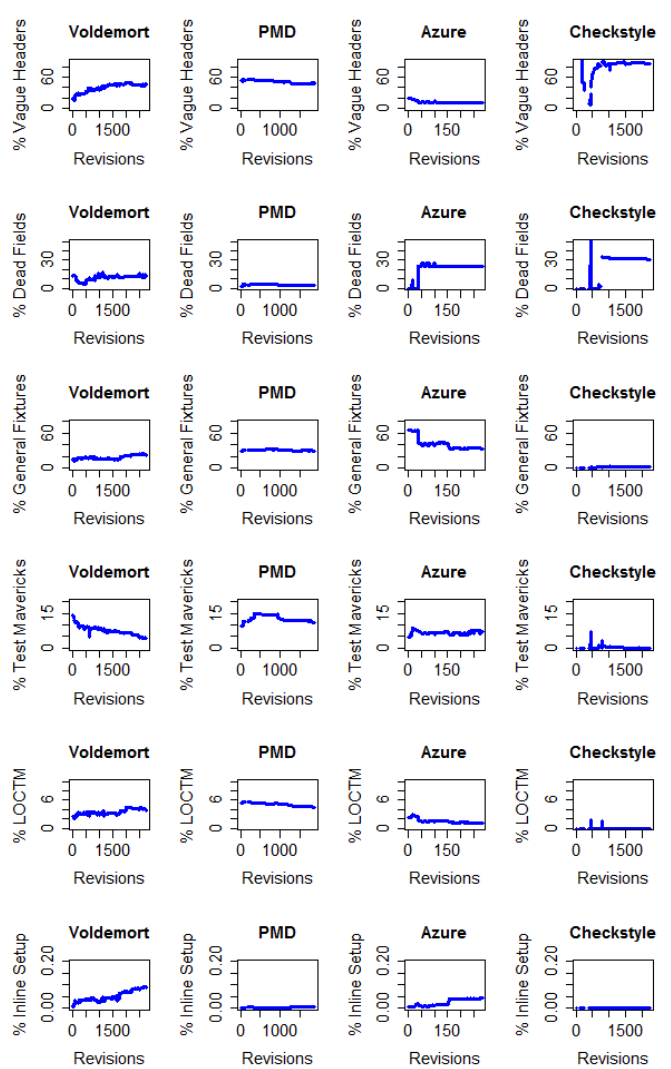 Voldemort PMD Azure Checkstyle
% Vague Headers % Vague Headers % Vague Headers % Vague Headers
60 60 60 60
0 0 0 0
0 1500 0 1000 0 150 0 1500
Revisions Revisions Revisions Revisions
Voldemort PMD Azure Checkstyle
% Dead Fields % Dead Fields % Dead Fields % Dead Fields
30 30 30 30
0 0 0 0
0 1500 0 1000 0 150 0 1500
Revisions Revisions Revisions Revisions
Voldemort PMD Azure Checkstyle
% General Fixtures % General Fixtures % General Fixtures % General Fixtures
60 60 60 60
0 0 0 0
0 1500 0 1000 0 150 0 1500
Revisions Revisions Revisions Revisions
Voldemort PMD Azure Checkstyle
% Test Mavericks % Test Mavericks % Test Mavericks % Test Mavericks
15 15 15 15
0 0 0 0
0 1500 0 1000 0 150 0 1500
Revisions Revisions Revisions Revisions
Voldemort PMD Azure Checkstyle
% LOCTM % LOCTM % LOCTM % LOCTM
6 6 6 6
0 0 0 0
0 1500 0 1000 0 150 0 1500
Revisions Revisions Revisions Revisions
Voldemort PMD Azure Checkstyle
% Inline Setup % Inline Setup % Inline Setup % Inline Setup
0.20 0.20 0.20 0.20
0.00 0.00 0.00 0.00
0 1500 0 1000 0 150 0 1500
Revisions Revisions Revisions Revisions